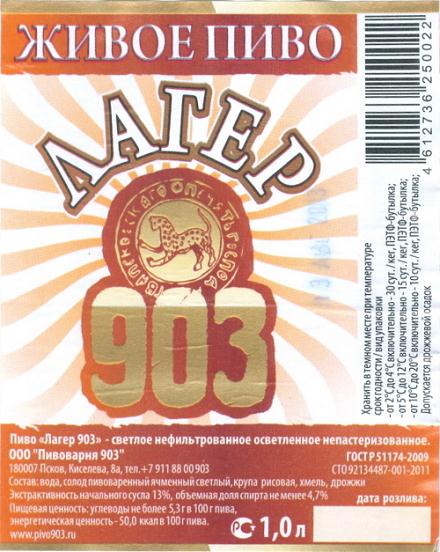 ЖИВОЕ ПИВО
ЛАГЕР
903
4 612736 250022
Хранить в темном месте при температуре
срок годности / вид упаковки
- от 2°С до 4°С включительно - 30 сут. / кег, ПЭТФ-бутылка;
- от 5°С до 12°С включительно - 15 сут. / кег, ПЭТФ-бутылка;
- от 10°С до 20°С включительно - 10 сут. / кег, ПЭТФ-бутылка;
Допускается дрожжевой осадок
Пиво «Лагер 903» - светлое нефильтрованное осветленное непастеризованное.
ООО "Пивоварня 903" ГОСТ Р 51174-2009
180007 Псков, Киселева, 8а, тел.+7 911 88 00 903 СТО 92134487-001-2011
Состав: вода, солод пивоваренный ячменный светлый, крупа рисовая, хмель, дрожжи
Экстрактивность начального сусла 13%, объемная доля спирта не менее 4,7%
Пищевая ценность: углеводы не более 5,3 г в 100 г пива, дата розлива:
энергетическая ценность - 50,0 ккал в 100 г пива.
www.pivo903.ru РСТ 1,0 л